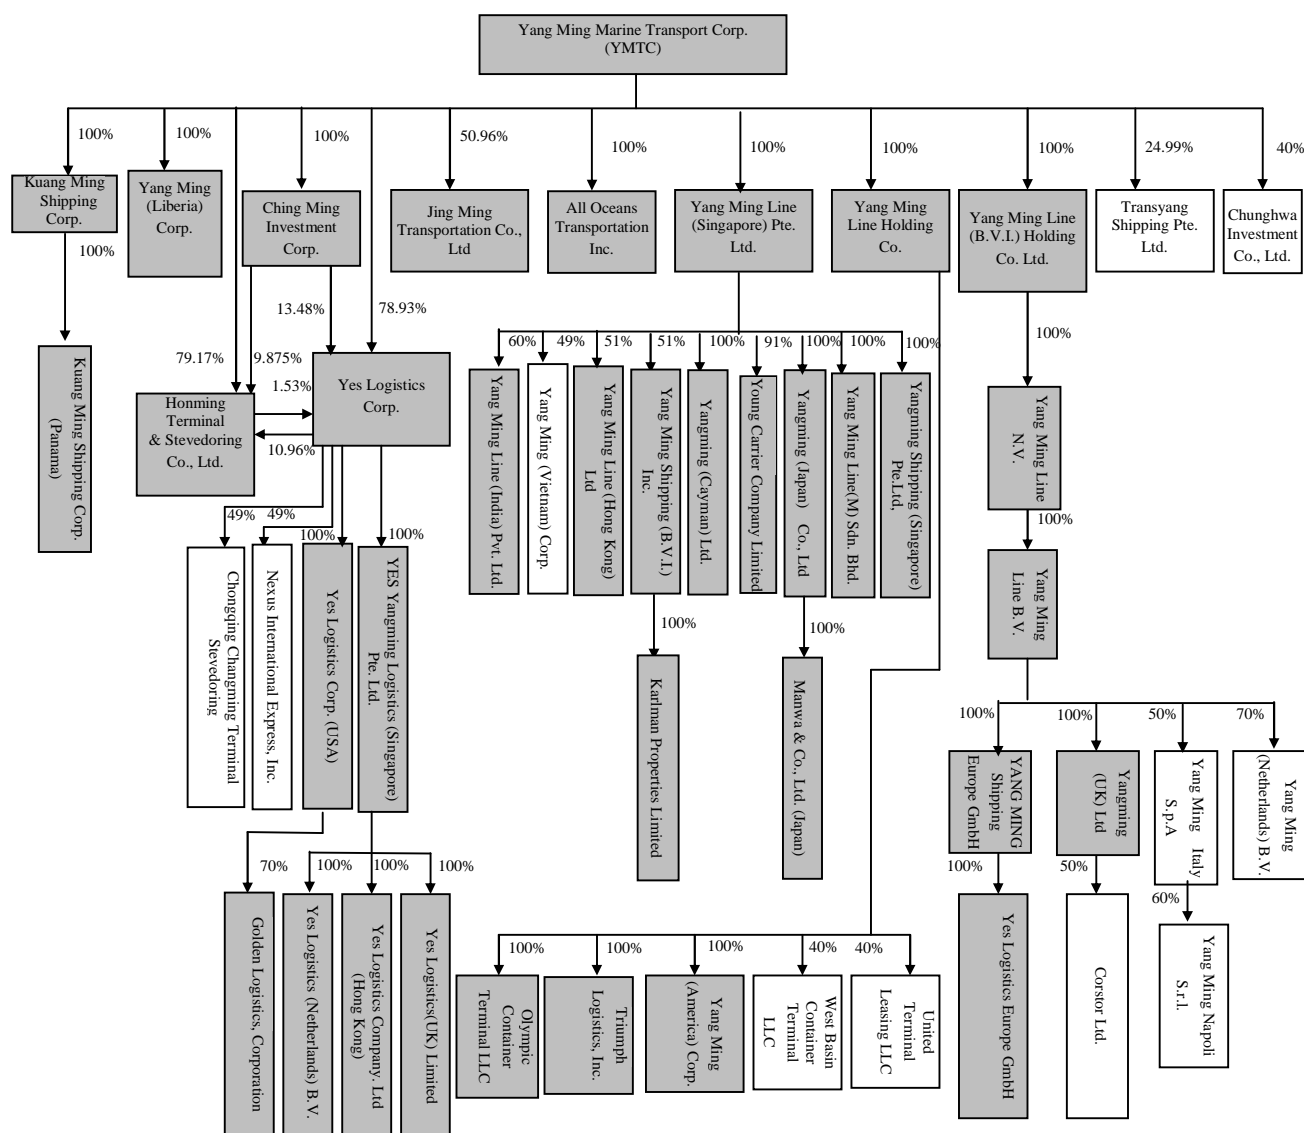 Yang Ming Marine Transport Corp.
(YMTC)
100%
100%
100%
50.96%
100%
100%
100%
100%
24.99%
40%
Kuang Ming
Shipping
Corp.
Yang Ming
(Liberia)
Corp.
Ching Ming
Investment
Corp.
Jing Ming
Transportation Co.,
Ltd
All Oceans
Transportation
Inc.
Yang Ming Line
(Singapore) Pte.
Ltd.
Yang Ming
Line Holding
Co.
Yang Ming Line
(B.V.I.) Holding
Co. Ltd.
Transyang
Shipping Pte.
Ltd.
Chunghwa
Investment
Co., Ltd.
100%
13.48%
78.93%
79.17%
9.875%
1.53%
10.96%
Kuang Ming Shipping Corp.
(Panama)
Honming
Terminal
& Stevedoring
Co., Ltd.
Yes Logistics
Corp.
60%
49%
51%
51%
100%
91%
100%
100%
100%
100%
Yang Ming Line (India) Pvt. Ltd.
Yang Ming (Vietnam) Corp.
Yang Ming Line (Hong Kong)
Ltd
Yang Ming Shipping (B.V.I.)
Inc.
Yangming (Cayman) Ltd.
Young Carrier Company Limited
Yangming (Japan) Co., Ltd
Yang Ming Line(M) Sdn. Bhd.
Yangming Shipping (Singapore)
Pte.Ltd,
Yang Ming Line
N.V.
100%
Yang Ming
Line B.V.
49%
49%
100%
100%
Chongqing Changming Terminal
Stevedoring
Nexus International Express, Inc.
Yes Logistics Corp. (USA)
YES Yangming Logistics (Singapore)
Pte. Ltd.
100%
100%
Karlman Properties Limited
Manwa & Co., Ltd. (Japan)
100%
100%
50%
70%
YANG MING
Shipping
Europe GmbH
Yangming
(UK) Ltd
Yang Ming Italy
S.p.A
Yang Ming
(Netherlands) B.V.
70%
100%
100%
100%
Golden Logistics, Corporation
Yes Logistics (Netherlands) B.V.
Yes Logistics Company. Ltd
(Hong Kong)
Yes Logistics(UK) Limited
100%
100%
100%
40%
40%
Olympic
Container
Terminal LLC
Triumph
Logistics, Inc.
Yang Ming
(America) Corp.
West Basin
Container
Terminal
LLC
United
Terminal
Leasing LLC
100%
50%
60%
Yes Logistics Europe GmbH
Corstor Ltd.
Yang Ming Napoli
S.r.l.